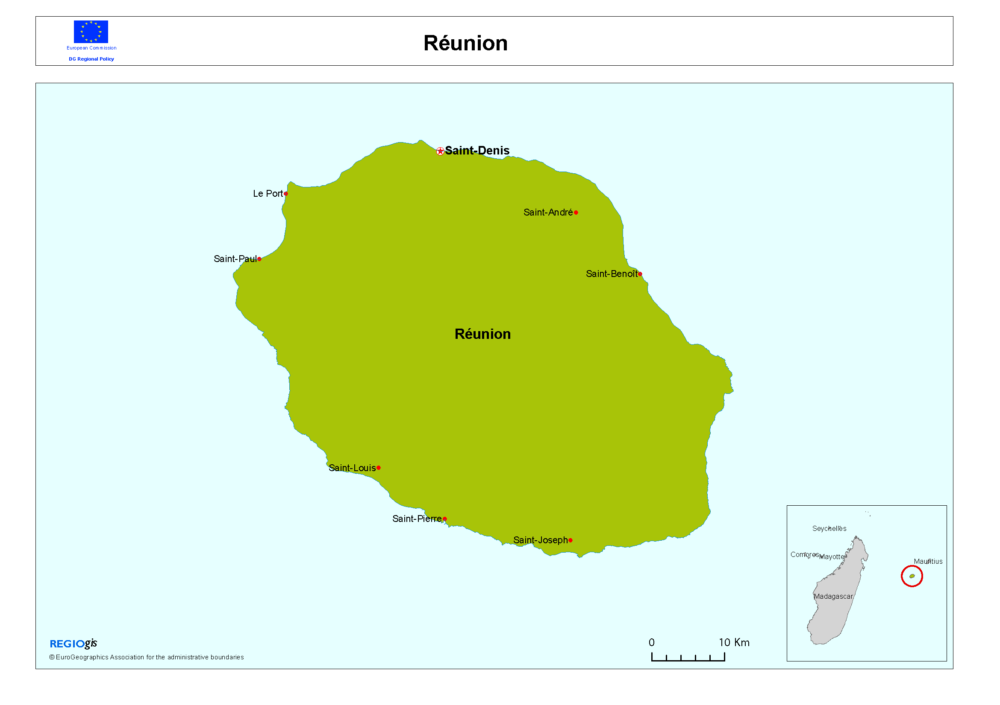 European Commission
DG Regional Policy
Réunion
Saint-Denis
Le Port
Saint-André
Saint-Paul
Saint-Benoît
Réunion
Saint-Louis
Saint-Pierre
Saint-Joseph
Seychelles
Comores
Mayotte
Mauritius
Madagascar
0 10 Km
REGIOgis
© EuroGeographics Association for the administrative boundaries